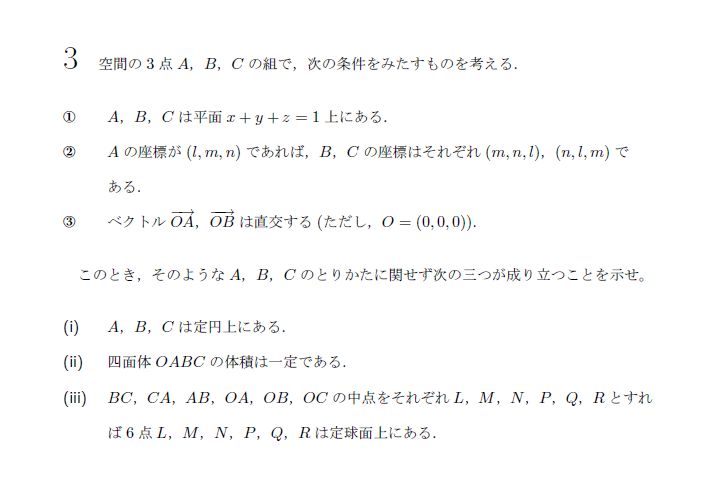 3 空間の 3 点 A，B，C の組で，次の条件をみたすものを考える．
① A，B，C は平面 x + y + z = 1 上にある．
② A の座標が (l, m, n) であれば，B，C の座標はそれぞれ (m, n, l)，(n, l, m) で
ある．
③ ベクトル $\overrightarrow{OA}$，$\overrightarrow{OB}$ は直交する (ただし，O = (0, 0, 0))．
このとき，そのような A，B，C のとりかたに関せず次の三つが成り立つことを示せ。
(i) A，B，C は定円上にある．
(ii) 四面体 OABC の体積は一定である．
(iii) BC，CA，AB，OA，OB，OC の中点をそれぞれ L，M，N，P，Q，R とすれ
ば 6 点 L，M，N，P，Q，R は定球面上にある．